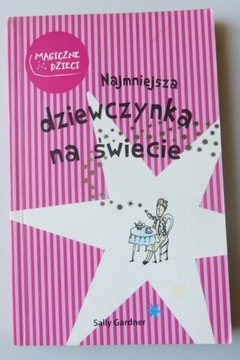 MAGICZNE
DZIECI
Najmniejsza
dziewczynka
na świecie
Sally Gardner